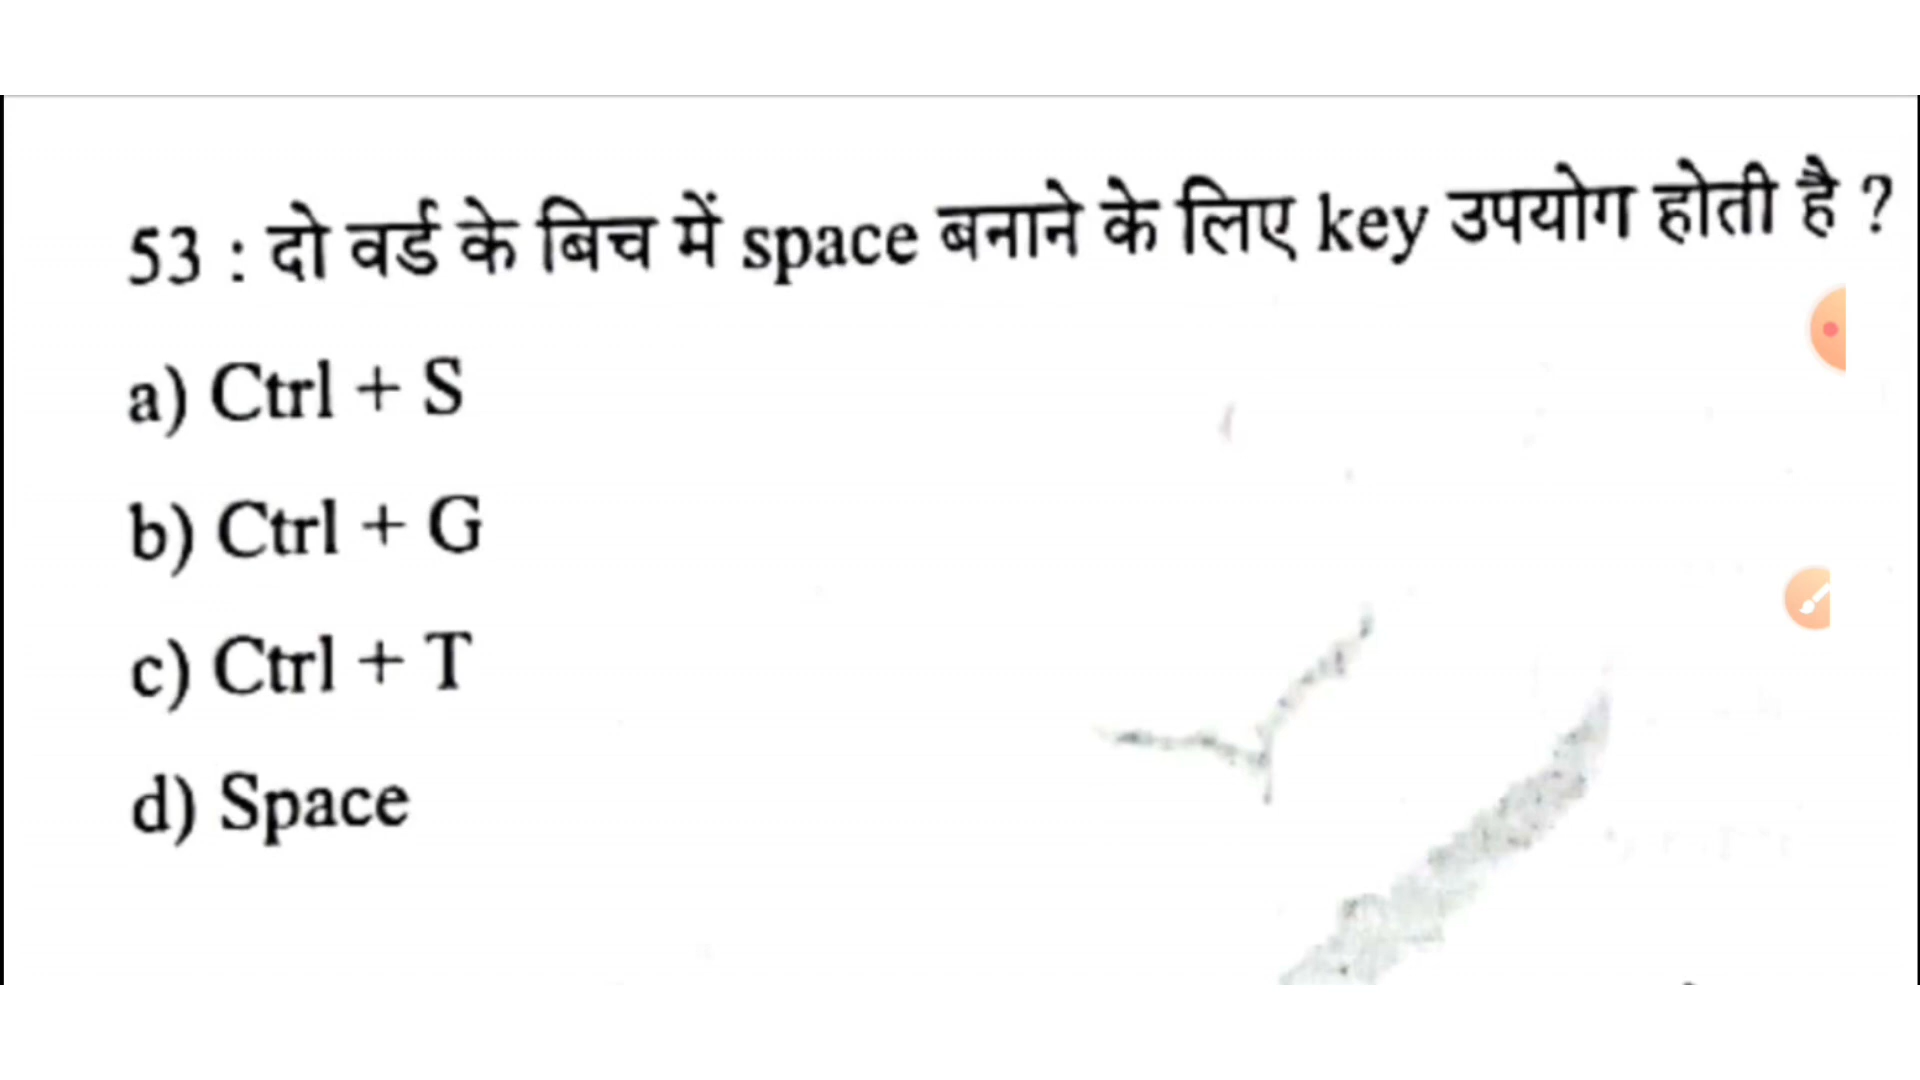 53 : दो वर्ड के बिच में space बनाने के लिए key उपयोग होती है ?
a) Ctrl + S
b) Ctrl + G
c) Ctrl + T
d) Space